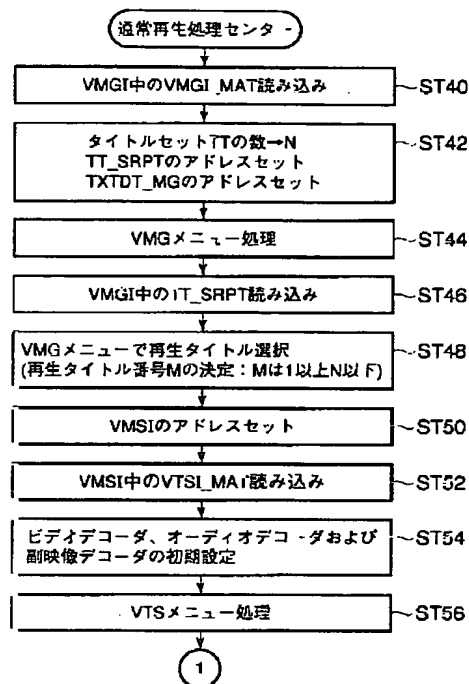 通常再生処理センター
VMGI中のVMGI_MAT読み込み
ST40
タイトルセットTTの数→N
TT_SRPTのアドレスセット
TXTDT_MGのアドレスセット
ST42
VMGメニュー処理
ST44
VMGI中のTT_SRPT読み込み
ST46
VMGメニューで再生タイトル選択
(再生タイトル番号Mの決定:Mは1以上N以下)
ST48
VMSIのアドレスセット
ST50
VMSI中のVTSI_MAT読み込み
ST52
ビデオデコーダ、オーディオデコーダおよび
副映像デコーダの初期設定
ST54
VTSメニュー処理
ST56
1